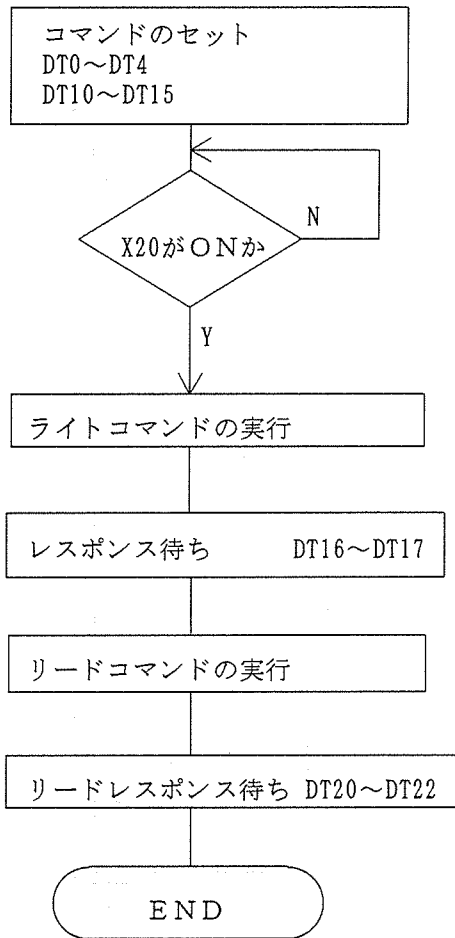 コマンドのセット
DT0～DT4
DT10～DT15
N
X20がONか
Y
ライトコマンドの実行
レスポンス待ち DT16～DT17
リードコマンドの実行
リードレスポンス待ち DT20～DT22
END